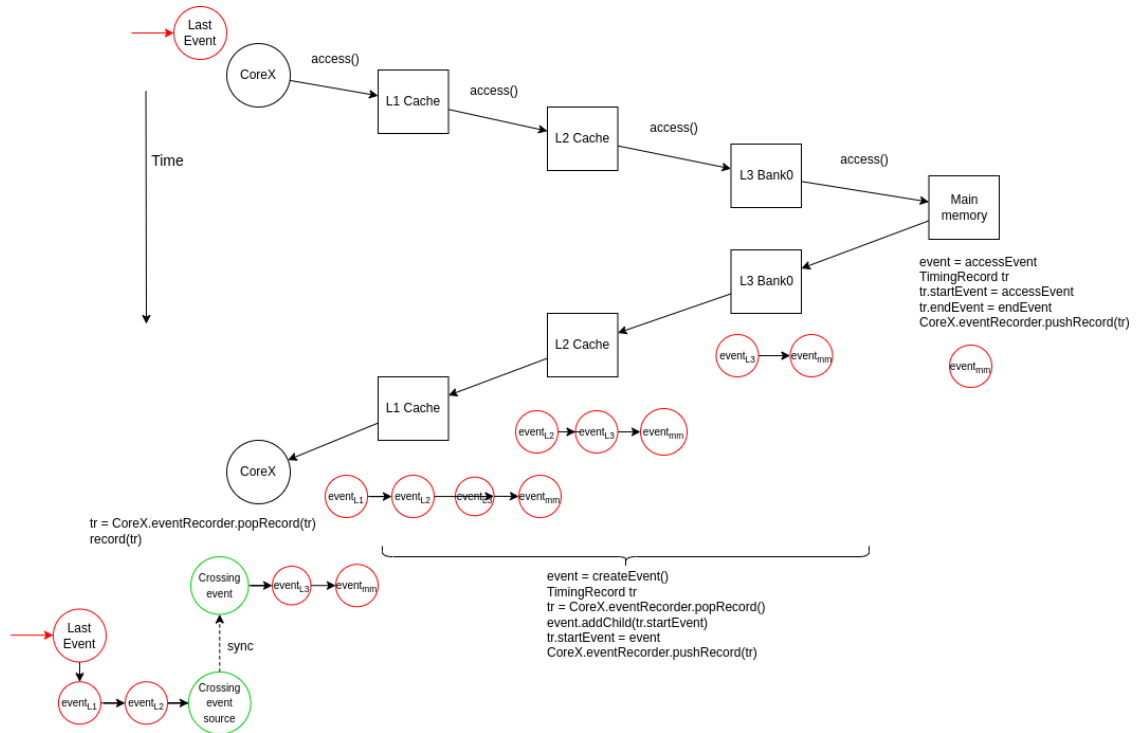 Last
Event
CoreX
access()
L1 Cache
access()
L2 Cache
access()
L3 Bank0
access()
Main
memory
Time
event = accessEvent
TimingRecord tr
tr.startEvent = accessEvent
tr.endEvent = endEvent
CoreX.eventRecorder.pushRecord(tr)
L3 Bank0
L2 Cache
L1 Cache
CoreX
eventL3
eventmm
eventmm
eventL2
eventL3
eventmm
eventL1
eventL2
eventL3
eventmm
tr = CoreX.eventRecorder.popRecord(tr)
record(tr)
event = createEvent()
TimingRecord tr
tr = CoreX.eventRecorder.popRecord()
event.addChild(tr.startEvent)
tr.startEvent = event
CoreX.eventRecorder.pushRecord(tr)
Crossing
event
eventL3
eventmm
Last
Event
sync
eventL1
eventL2
Crossing
event
source